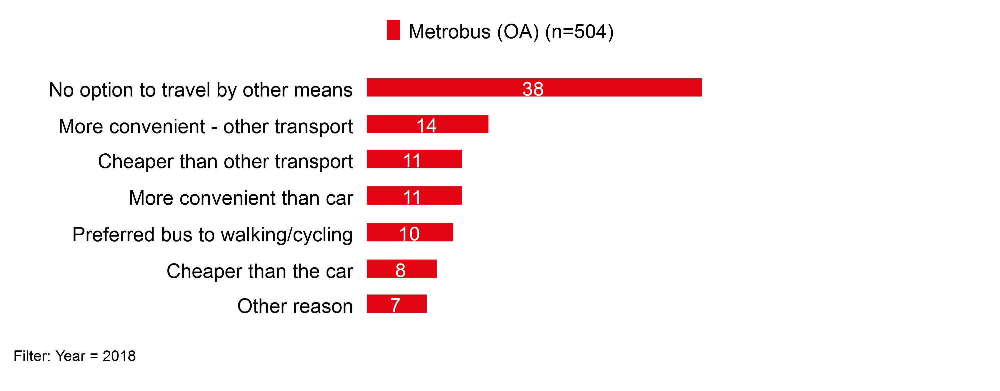 Metrobus (OA) (n=504)
No option to travel by other means 38
More convenient - other transport 14
Cheaper than other transport 11
More convenient than car 11
Preferred bus to walking/cycling 10
Cheaper than the car 8
Other reason 7
Filter: Year = 2018